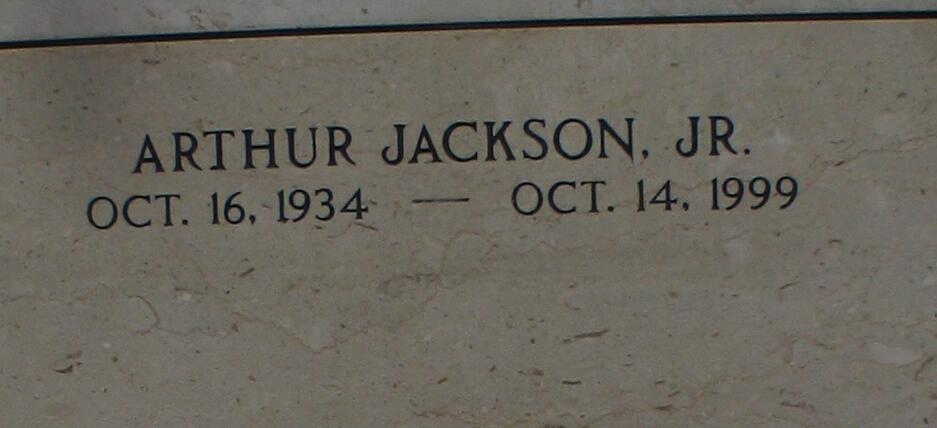 ARTHUR JACKSON, JR.
OCT. 16, 1934 — OCT. 14, 1999